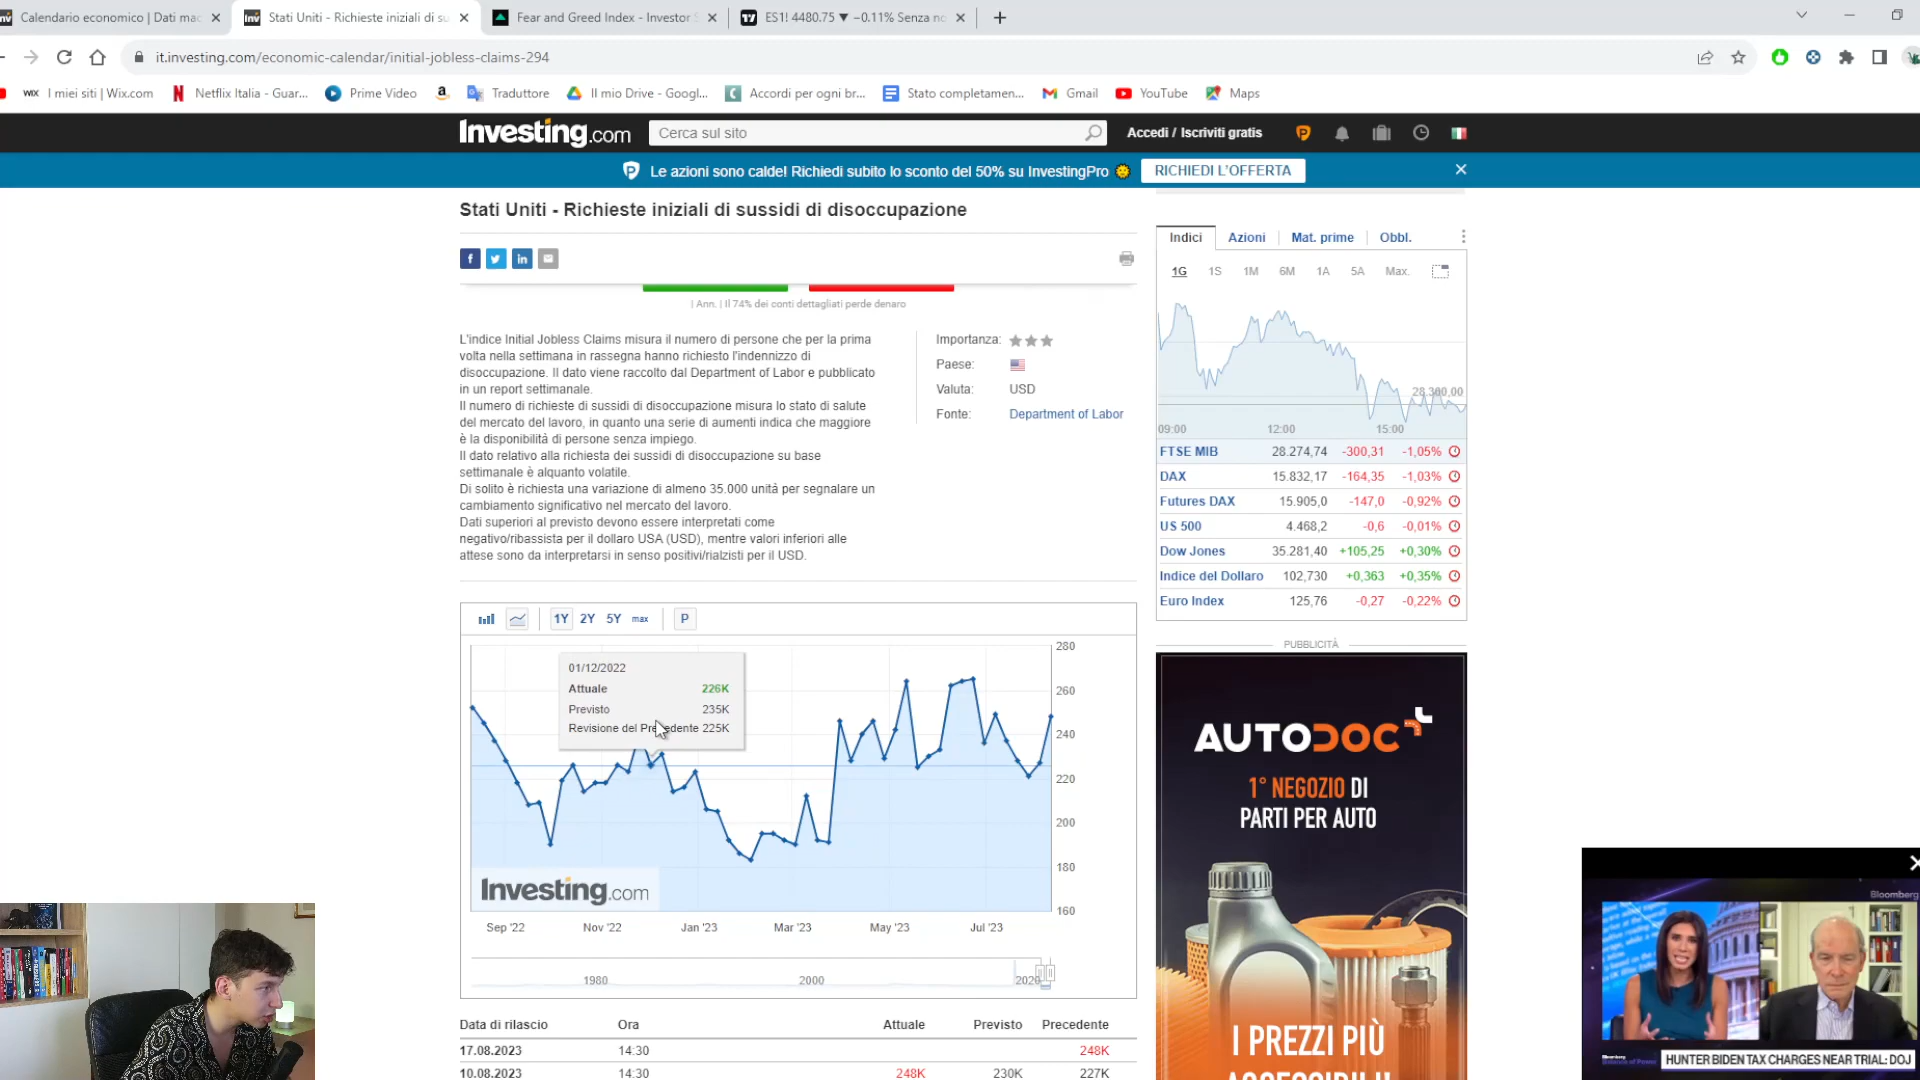 Calendario economico | Dati mac
Stati Uniti - Richieste iniziali di su
Fear and Greed Index - Investor S
ES1! 4480.75 ▼ −0.11% Senza no
it.investing.com/economic-calendar/initial-jobless-claims-294
WIX I miei siti | Wix.com
Netflix Italia - Guar...
Prime Video
Traduttore
Il mio Drive - Googl...
Accordi per ogni br...
Stato completamen...
Gmail
YouTube
Maps
Investing.com
Cerca sul sito
Accedi / Iscriviti gratis
Le azioni sono calde! Richiedi subito lo sconto del 50% su InvestingPro
RICHIEDI L'OFFERTA
Stati Uniti - Richieste iniziali di sussidi di disoccupazione
| Ann. | Il 74% dei conti dettagliati perde denaro
L'indice Initial Jobless Claims misura il numero di persone che per la prima
volta nella settimana in rassegna hanno richiesto l'indennizzo di
disoccupazione. Il dato viene raccolto dal Department of Labor e pubblicato
in un report settimanale.
Il numero di richieste di sussidi di disoccupazione misura lo stato di salute
del mercato del lavoro, in quanto una serie di aumenti indica che maggiore
è la disponibilità di persone senza impiego.
Il dato relativo alla richiesta dei sussidi di disoccupazione su base
settimanale è alquanto volatile.
Di solito è richiesta una variazione di almeno 35.000 unità per segnalare un
cambiamento significativo nel mercato del lavoro.
Dati superiori al previsto devono essere interpretati come
negativo/ribassista per il dollaro USA (USD), mentre valori inferiori alle
attese sono da interpretarsi in senso positivi/rialzisti per il USD.
Importanza:
Paese:
Valuta: USD
Fonte: Department of Labor
1Y 2Y 5Y max P
01/12/2022
Attuale 226K
Previsto 235K
Revisione del Precedente 225K
280
260
240
220
200
180
160
Investing.com
Sep '22 Nov '22 Jan '23 Mar '23 May '23 Jul '23
1980 2000 2020
Data di rilascio Ora Attuale Previsto Precedente
17.08.2023 14:30 248K
10.08.2023 14:30 248K 230K 227K
Indici Azioni Mat. prime Obbl.
1G 1S 1M 6M 1A 5A Max.
28.300,00
09:00 12:00 15:00
FTSE MIB 28.274,74 -300,31 -1,05%
DAX 15.832,17 -164,35 -1,03%
Futures DAX 15.905,0 -147,0 -0,92%
US 500 4.468,2 -0,6 -0,01%
Dow Jones 35.281,40 +105,25 +0,30%
Indice del Dollaro 102,730 +0,363 +0,35%
Euro Index 125,76 -0,27 -0,22%
PUBBLICITÀ
AUTODOC
1° NEGOZIO DI
PARTI PER AUTO
I PREZZI PIÙ
ACCESSIBILI!
Bloomberg
Bloomberg
Balance of Power
HUNTER BIDEN TAX CHARGES NEAR TRIAL: DOJ